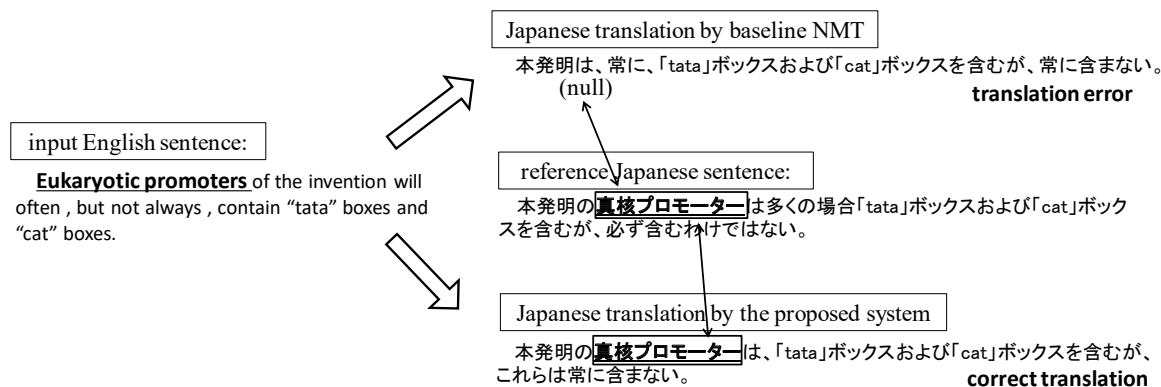 Japanese translation by baseline NMT
本発明は、常に、「tata」ボックスおよび「cat」ボックスを含むが、常に含まない。
(null)
translation error
input English sentence:
Eukaryotic promoters of the invention will
often , but not always , contain “tata” boxes and
“cat” boxes.
reference Japanese sentence:
本発明の真核プロモーターは多くの場合「tata」ボックスおよび「cat」ボック
スを含むが、必ず含むわけではない。
Japanese translation by the proposed system
本発明の真核プロモーターは、「tata」ボックスおよび「cat」ボックスを含むが、
これらは常に含まない。
correct translation